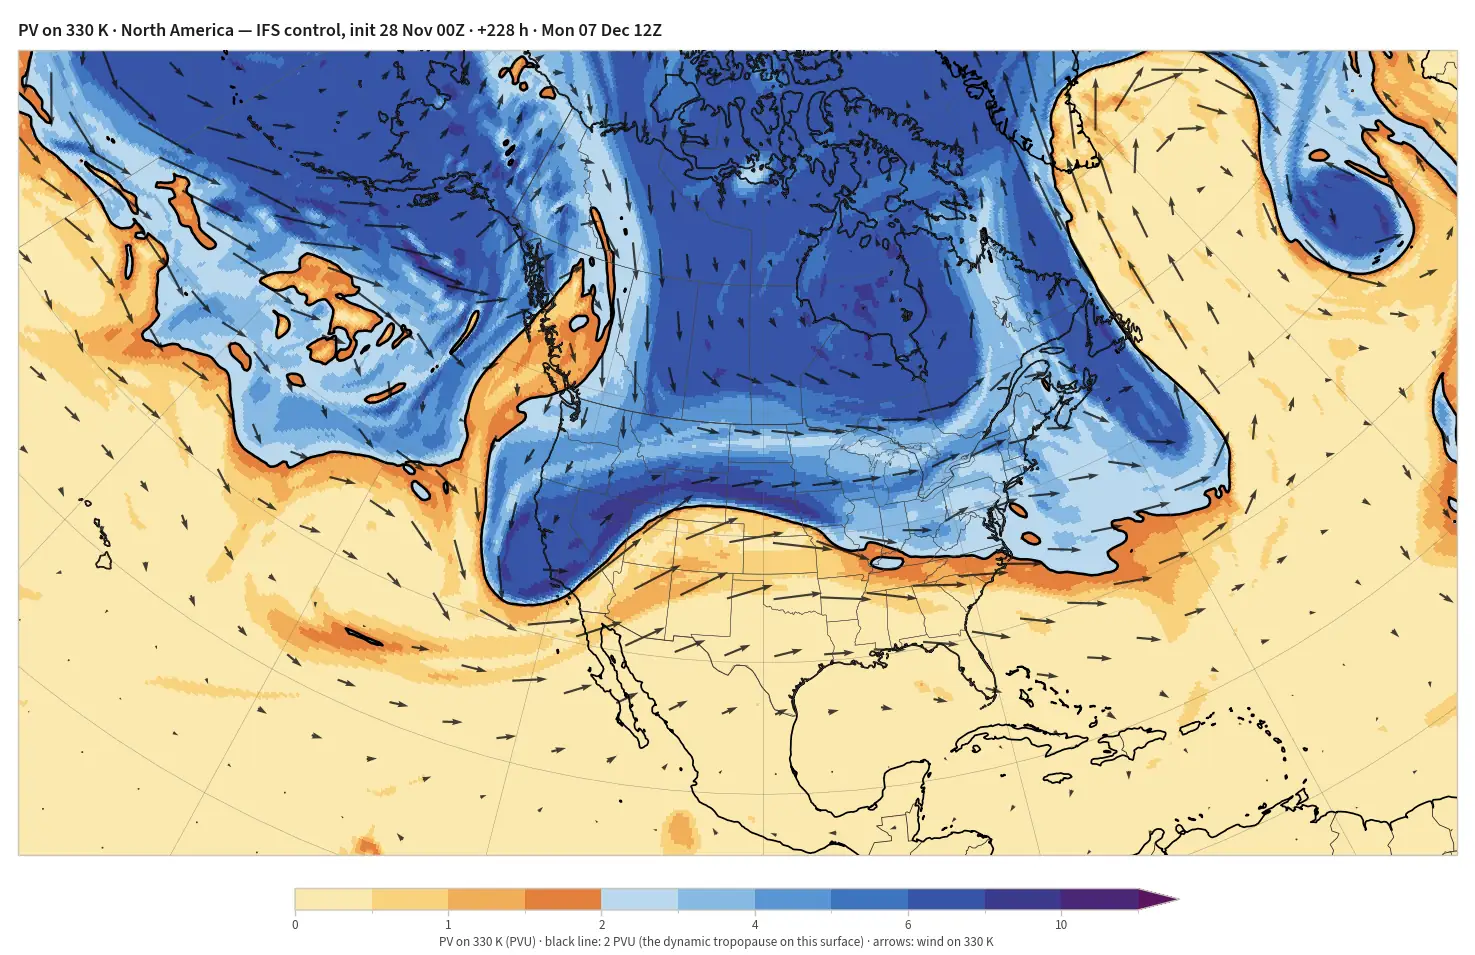 PV on 330 K · North America — IFS control, init 28 Nov 00Z · +228 h · Mon 07 Dec 12Z
0 1 2 4 6 10
PV on 330 K (PVU) · black line: 2 PVU (the dynamic tropopause on this surface) · arrows: wind on 330 K